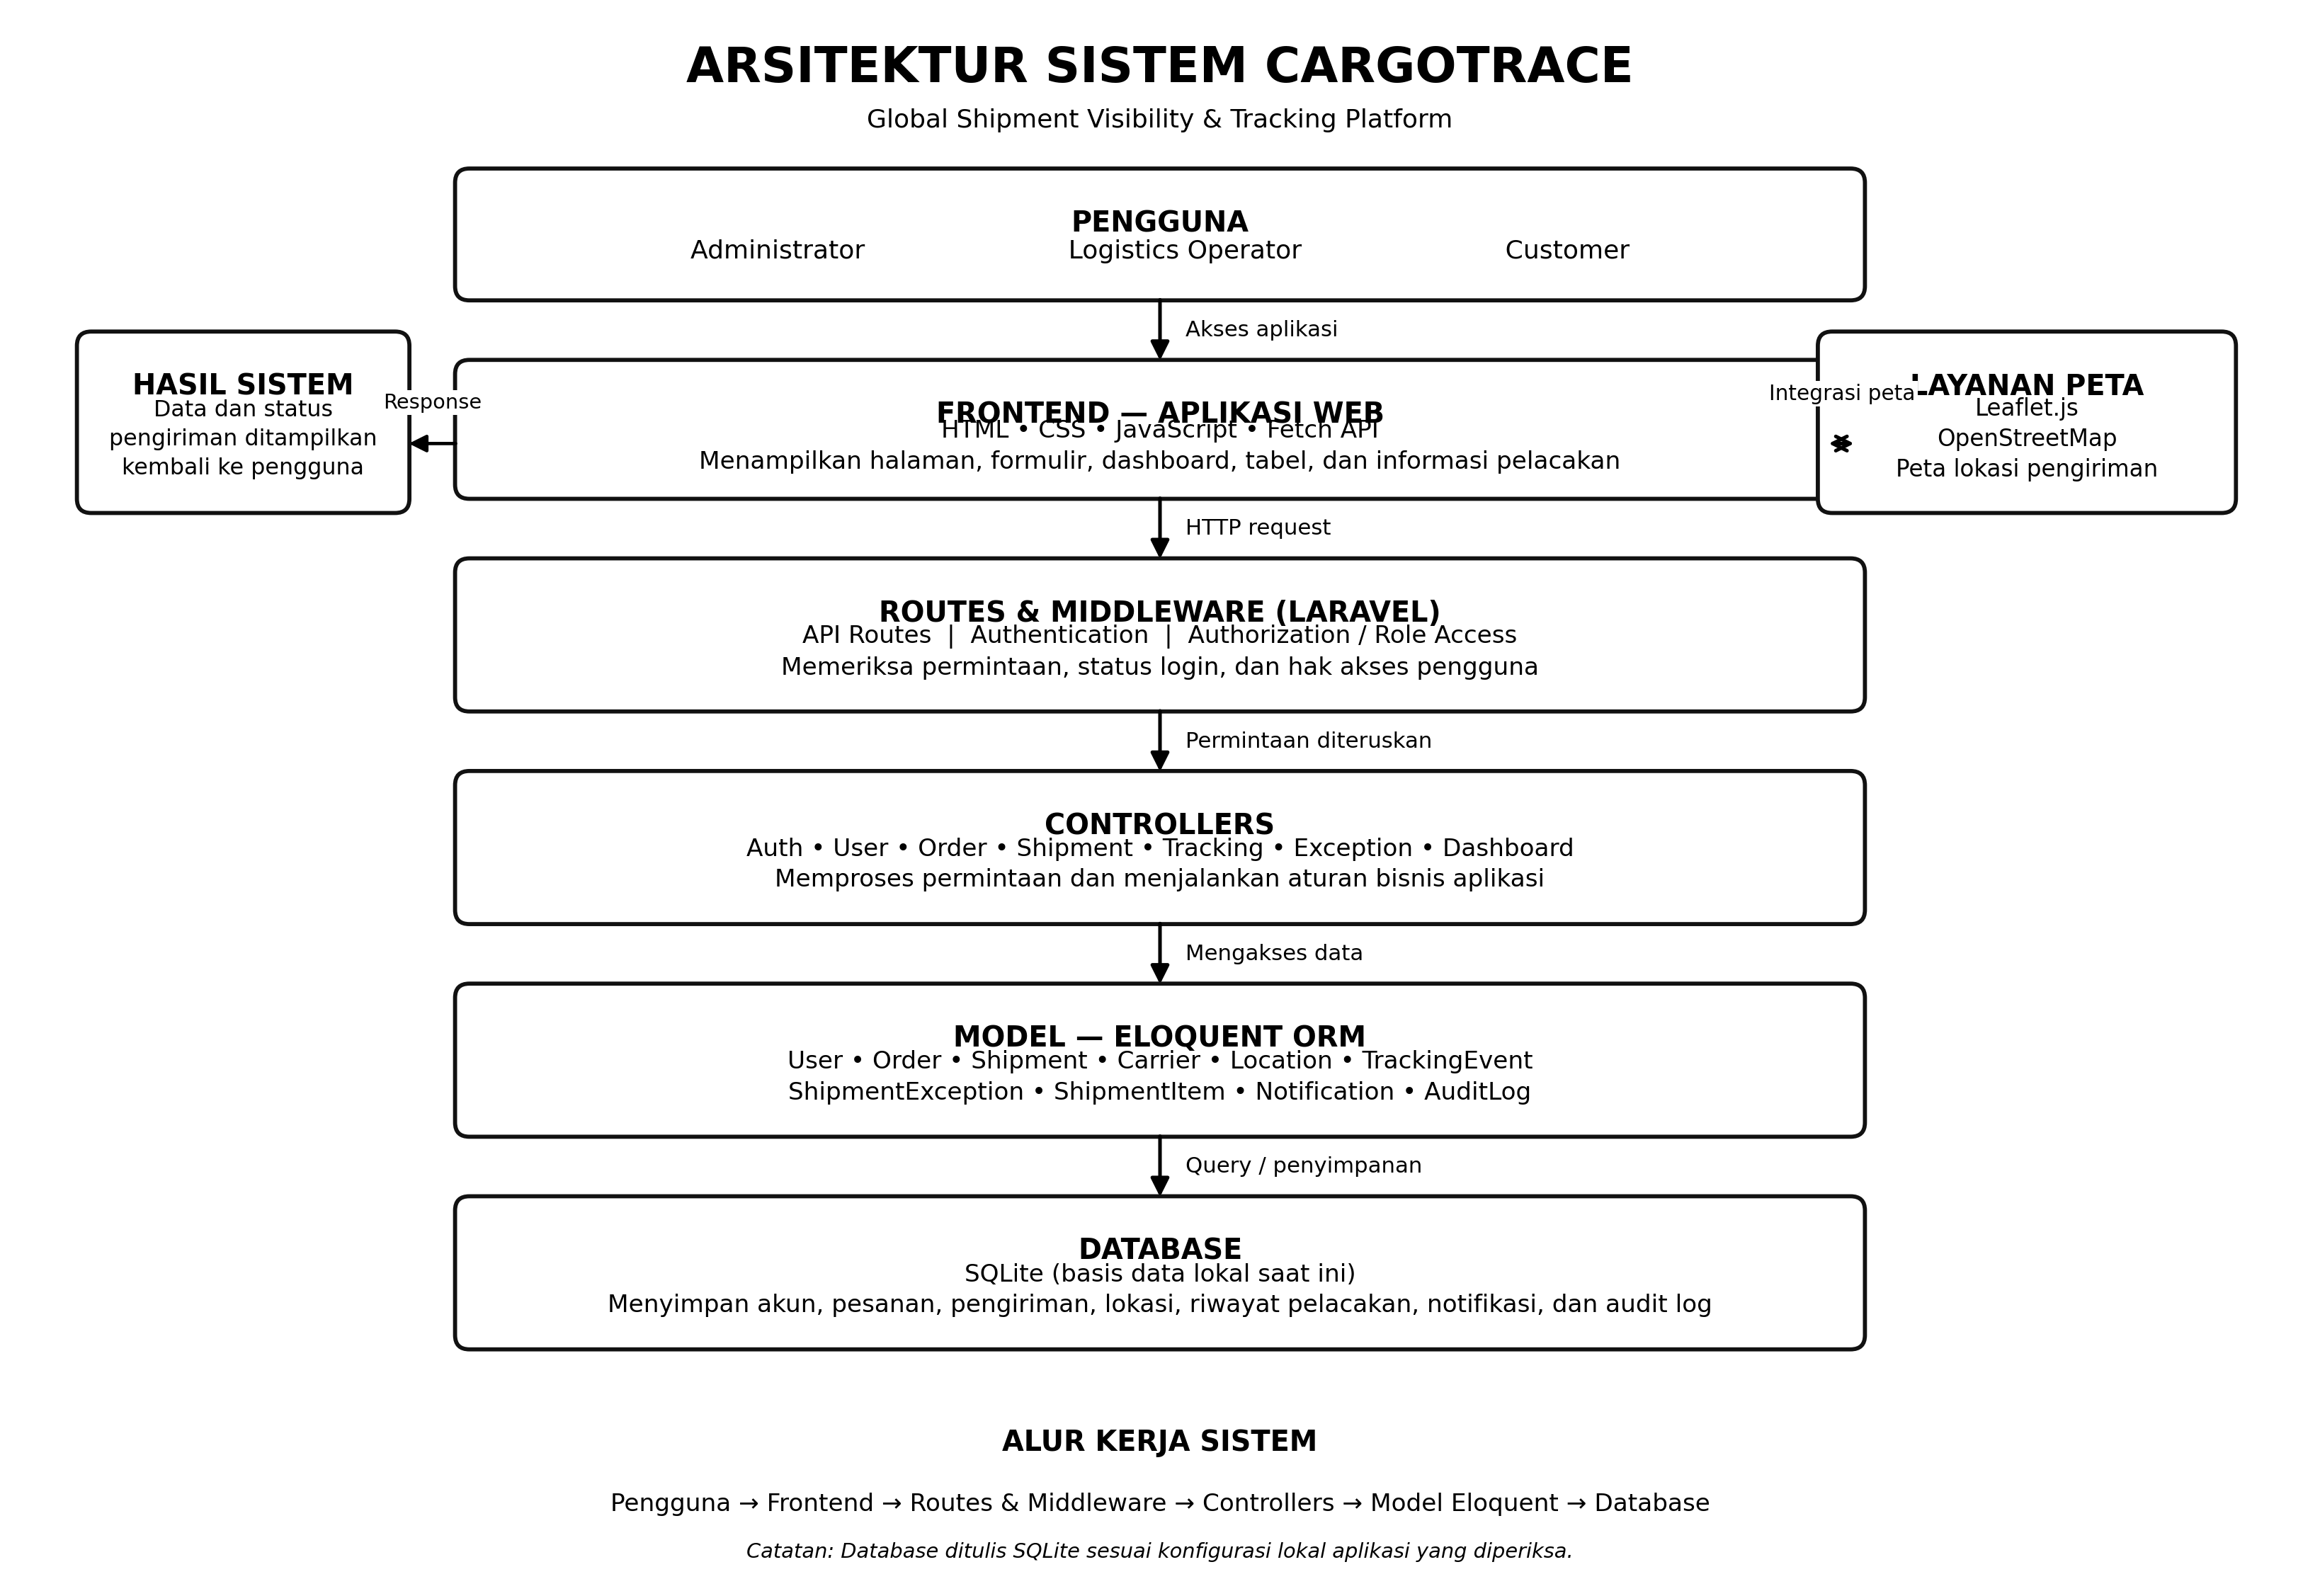 ARSITEKTUR SISTEM CARGOTRACE
Global Shipment Visibility & Tracking Platform
PENGGUNA
Administrator Logistics Operator Customer
Akses aplikasi
HASIL SISTEM
Data dan status
pengiriman ditampilkan
kembali ke pengguna
Response
FRONTEND — APLIKASI WEB
HTML • CSS • JavaScript • Fetch API
Menampilkan halaman, formulir, dashboard, tabel, dan informasi pelacakan
Integrasi peta
LAYANAN PETA
Leaflet.js
OpenStreetMap
Peta lokasi pengiriman
HTTP request
ROUTES & MIDDLEWARE (LARAVEL)
API Routes | Authentication | Authorization / Role Access
Memeriksa permintaan, status login, dan hak akses pengguna
Permintaan diteruskan
CONTROLLERS
Auth • User • Order • Shipment • Tracking • Exception • Dashboard
Memproses permintaan dan menjalankan aturan bisnis aplikasi
Mengakses data
MODEL — ELOQUENT ORM
User • Order • Shipment • Carrier • Location • TrackingEvent
ShipmentException • ShipmentItem • Notification • AuditLog
Query / penyimpanan
DATABASE
SQLite (basis data lokal saat ini)
Menyimpan akun, pesanan, pengiriman, lokasi, riwayat pelacakan, notifikasi, dan audit log
ALUR KERJA SISTEM
Pengguna → Frontend → Routes & Middleware → Controllers → Model Eloquent → Database
Catatan: Database ditulis SQLite sesuai konfigurasi lokal aplikasi yang diperiksa.